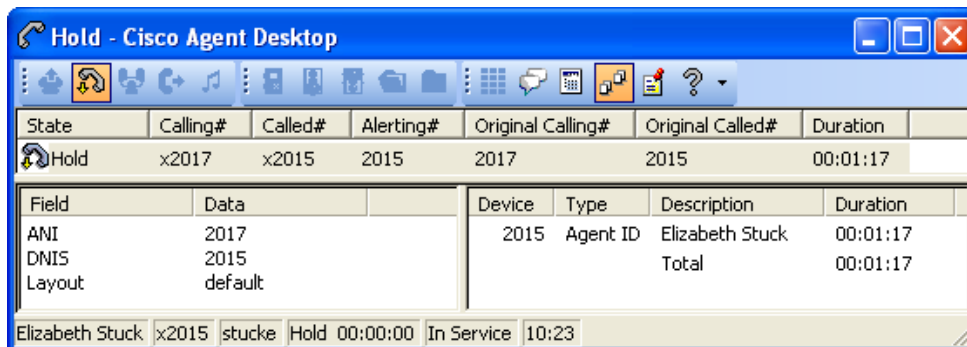 Hold - Cisco Agent Desktop
State Calling# Called# Alerting# Original Calling# Original Called# Duration
Hold x2017 x2015 2015 2017 2015 00:01:17
Field Data
ANI 2017
DNIS 2015
Layout default
Device Type Description Duration
2015 Agent ID Elizabeth Stuck 00:01:17
Total 00:01:17
Elizabeth Stuck x2015 stucke Hold 00:00:00 In Service 10:23